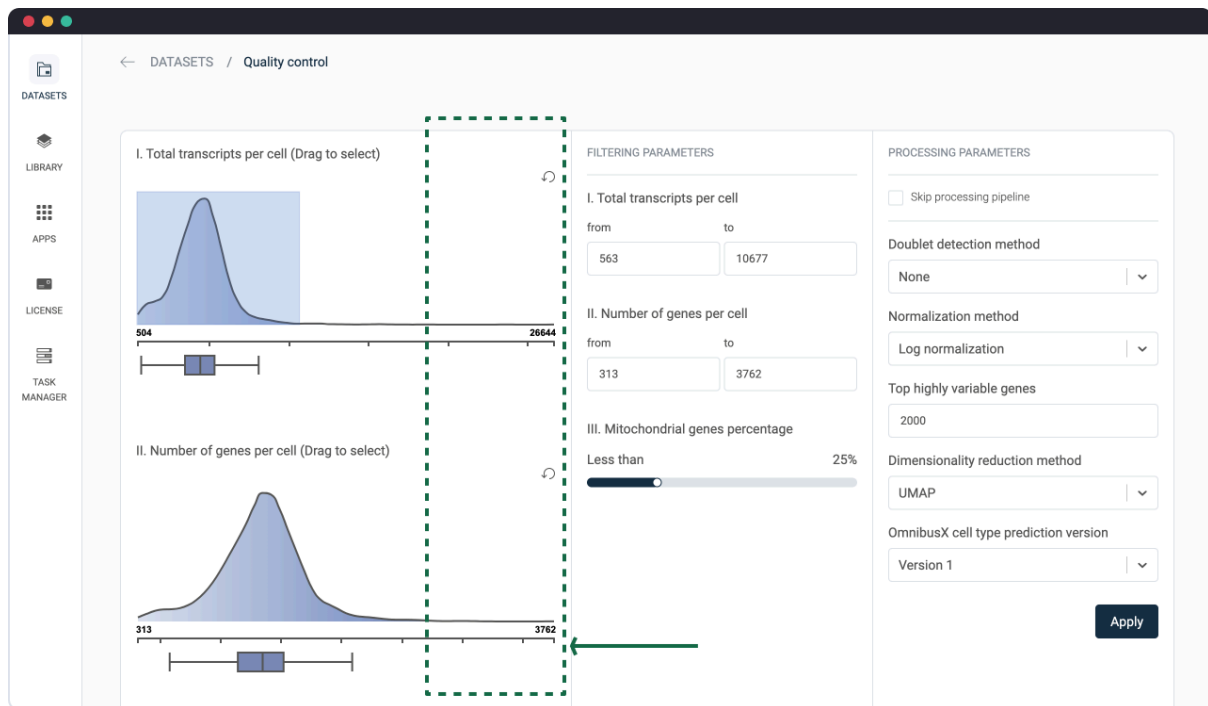 DATASETS / Quality control
DATASETS
LIBRARY
APPS
LICENSE
TASK
MANAGER
I. Total transcripts per cell (Drag to select)
504 26644
II. Number of genes per cell (Drag to select)
313 3762
FILTERING PARAMETERS
I. Total transcripts per cell
from to
563 10677
II. Number of genes per cell
from to
313 3762
III. Mitochondrial genes percentage
Less than 25%
PROCESSING PARAMETERS
Skip processing pipeline
Doublet detection method
None
Normalization method
Log normalization
Top highly variable genes
2000
Dimensionality reduction method
UMAP
OmnibusX cell type prediction version
Version 1
Apply